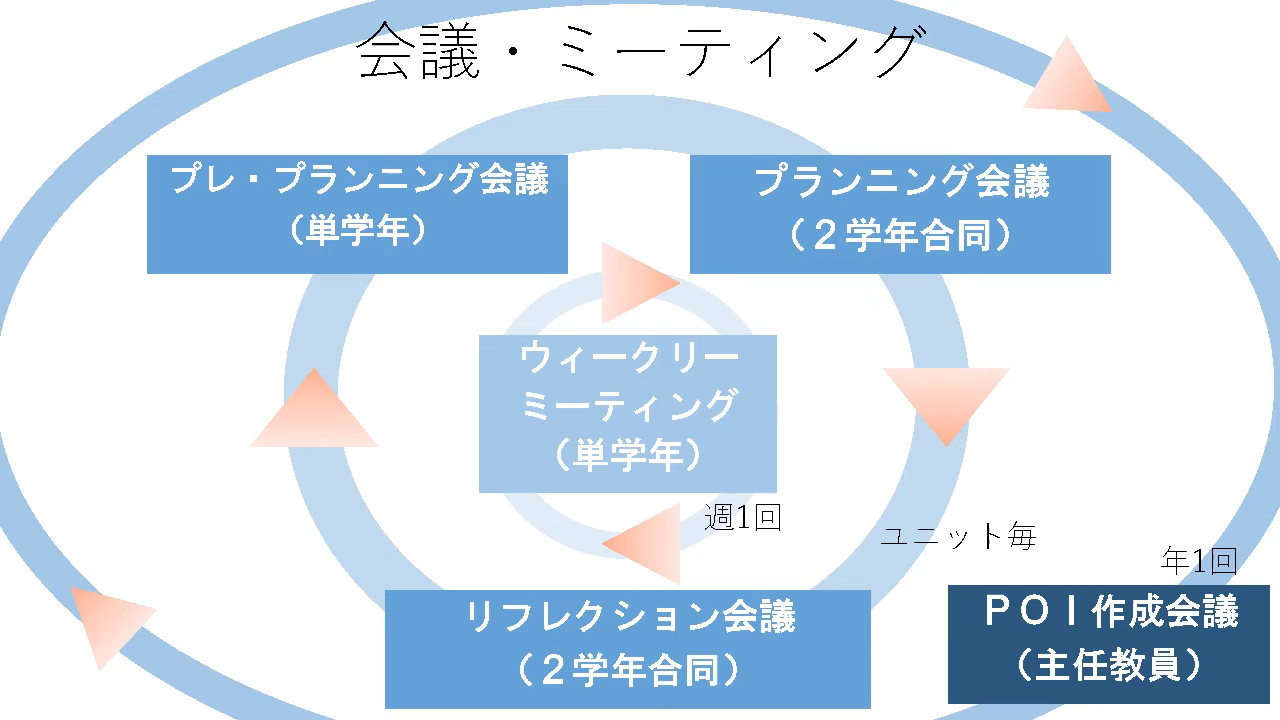 会議・ミーティング
プレ・プランニング会議
（単学年）
プランニング会議
（２学年合同）
ウィークリー
ミーティング
（単学年）
週1回
ユニット毎
年1回
リフレクション会議
（２学年合同）
ＰＯＩ作成会議
（主任教員）